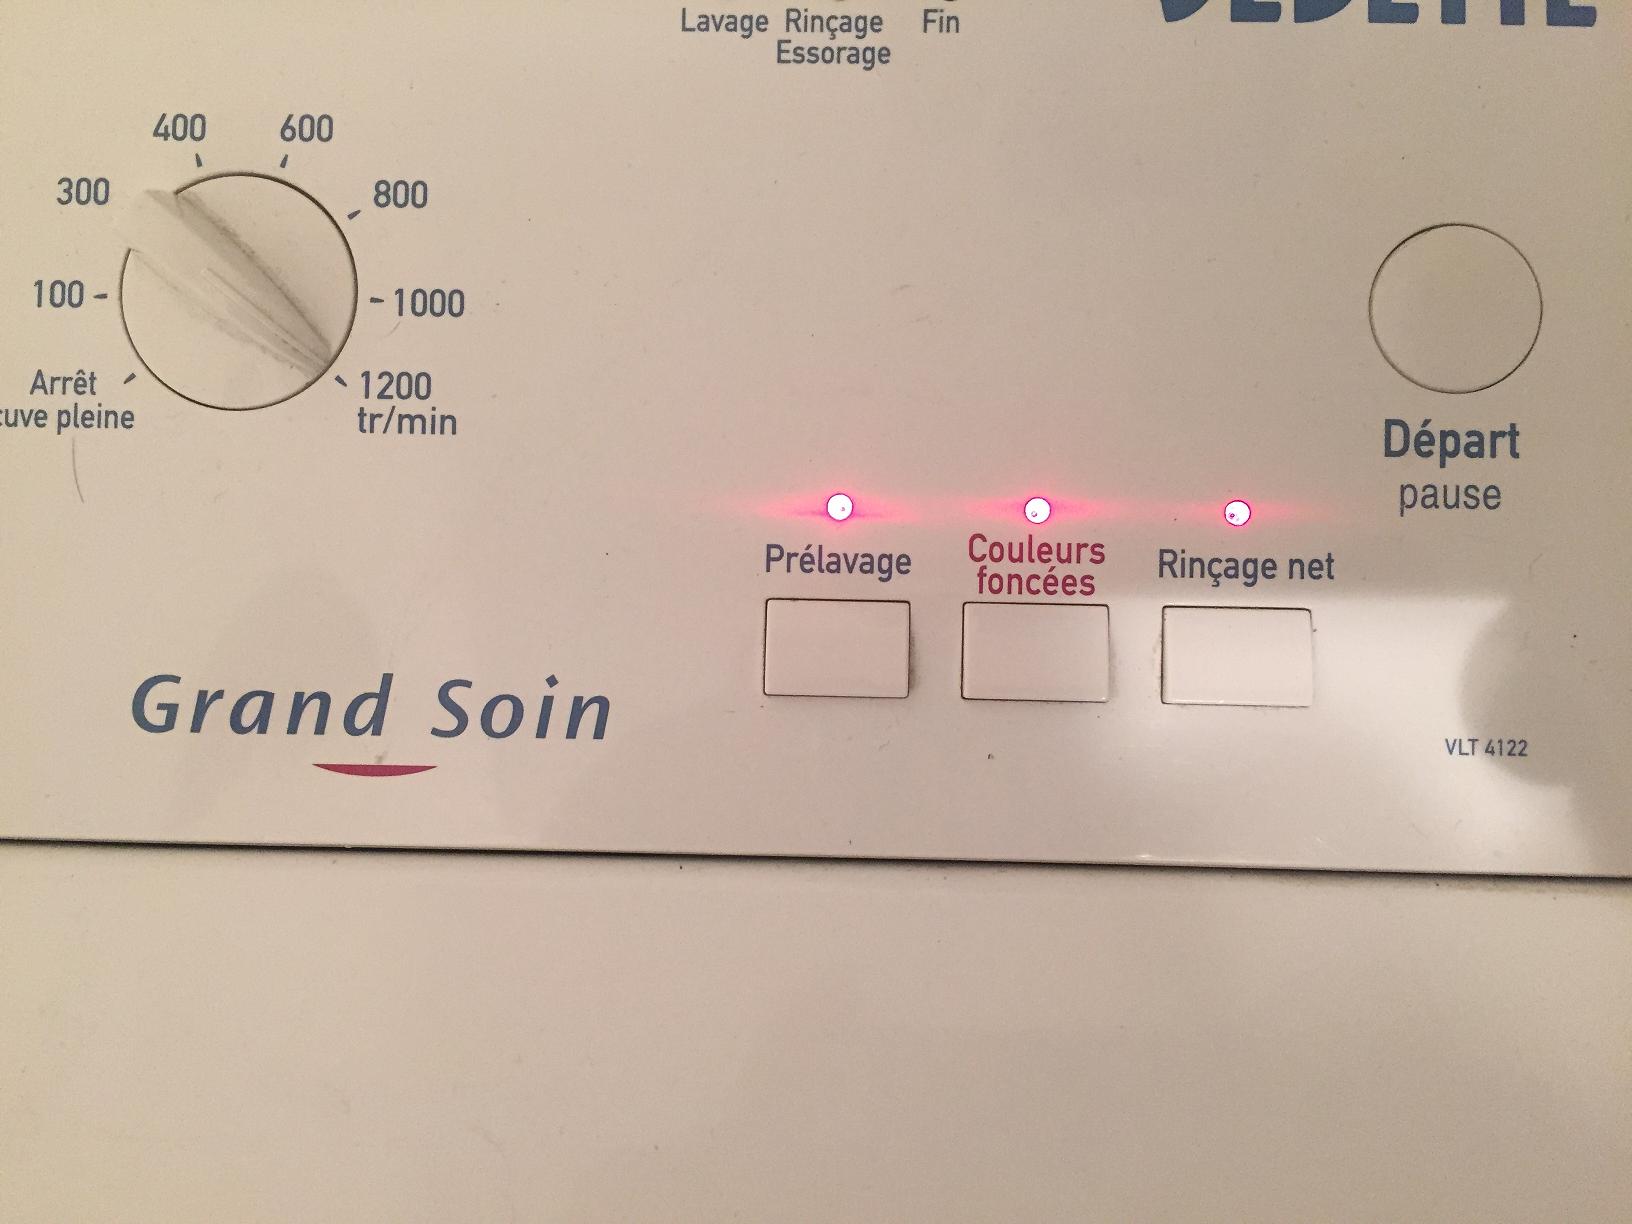 Lavage Rinçage Fin
Essorage
VEDETTE
400 600
300 800
100 1000
Arrêt 1200
cuve pleine tr/min
Départ
pause
Prélavage Couleurs foncées Rinçage net
Grand Soin
VLT 4122